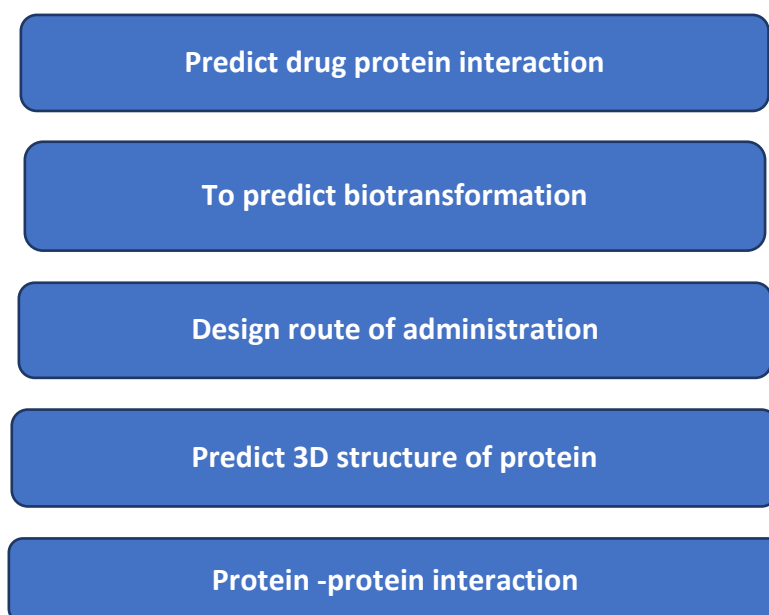 Predict drug protein interaction
To predict biotransformation
Design route of administration
Predict 3D structure of protein
Protein -protein interaction